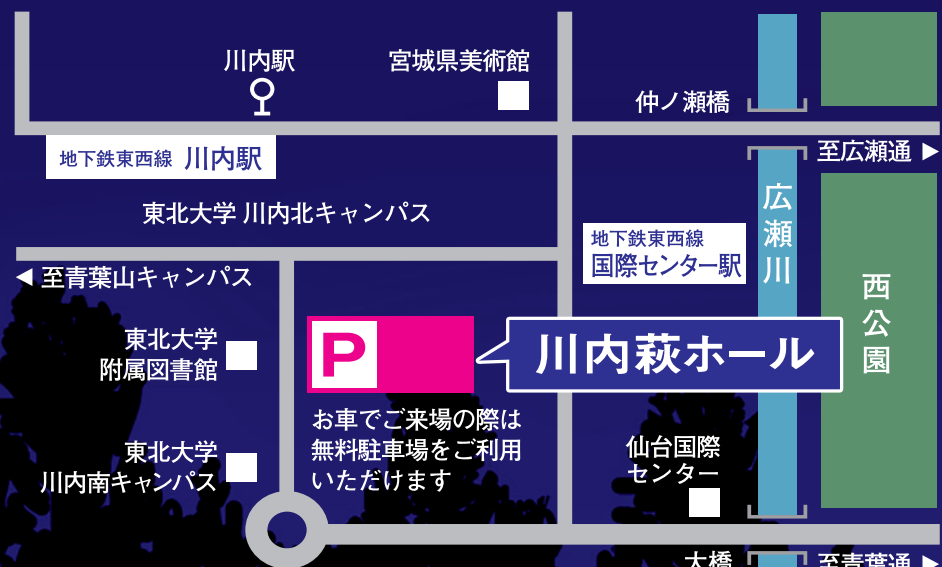 川内駅
宮城県美術館
仲ノ瀬橋
地下鉄東西線 川内駅
至広瀬通
東北大学 川内北キャンパス
広瀬川
地下鉄東西線
国際センター駅
至青葉山キャンパス
西公園
東北大学
附属図書館
P
川内萩ホール
お車でご来場の際は
無料駐車場をご利用
いただけます
東北大学
川内南キャンパス
仙台国際
センター
大橋
至青葉通